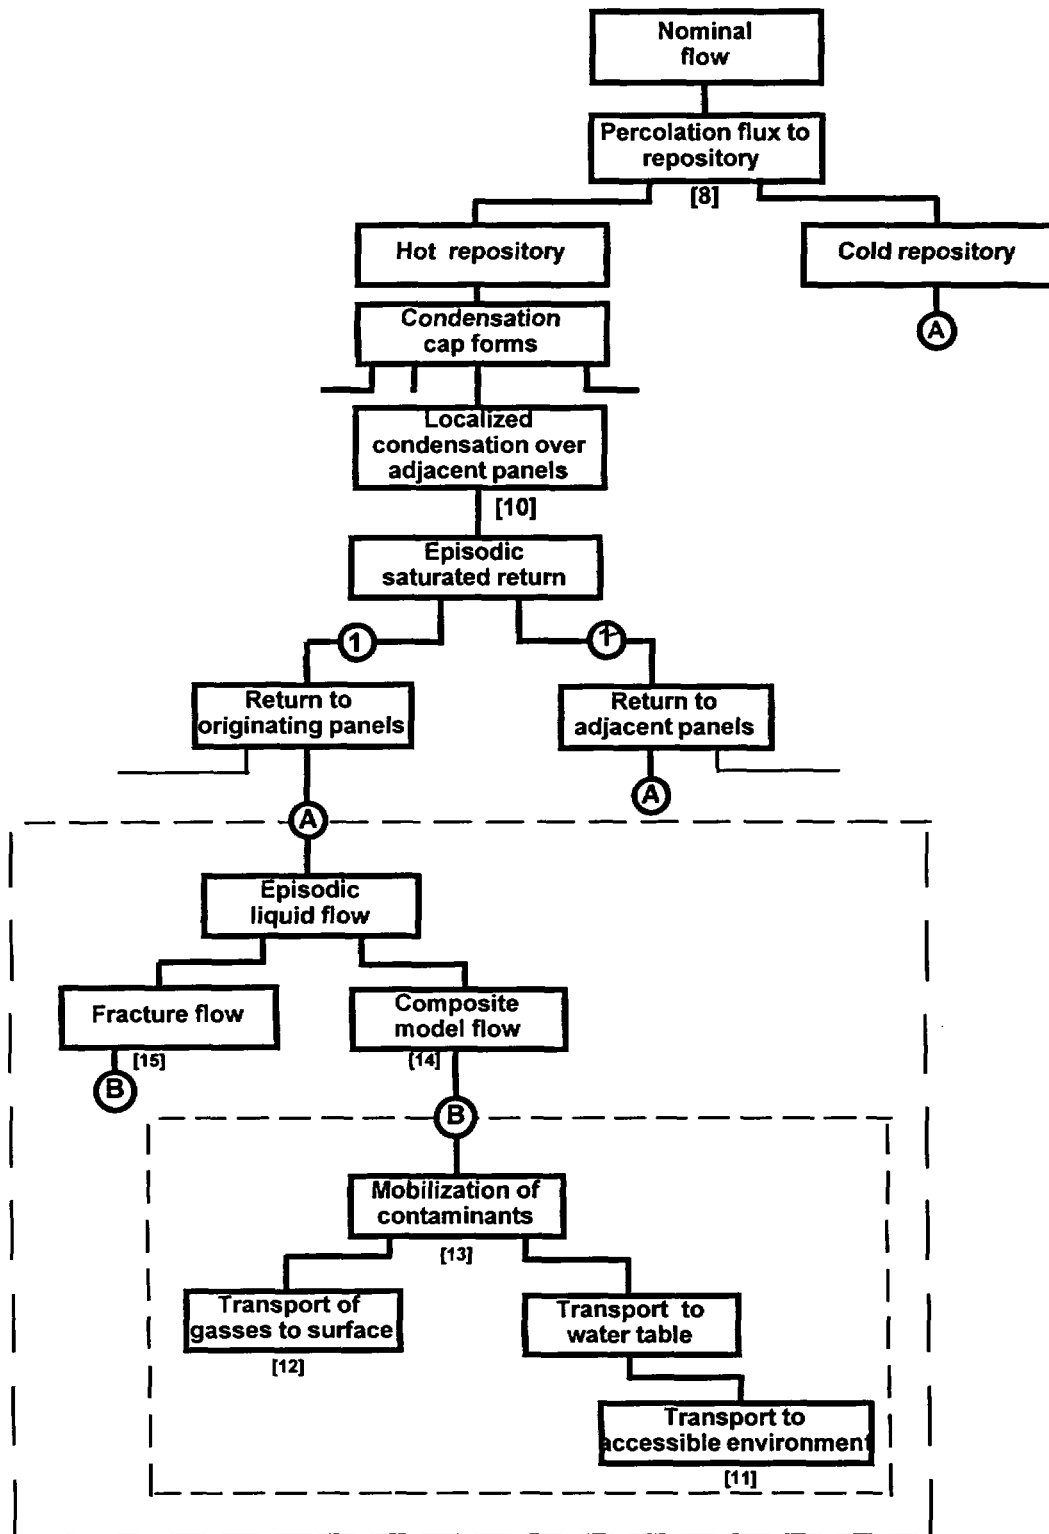 Nominal
flow
Percolation flux to
repository
[8]
Hot repository
Cold repository
A
Condensation
cap forms
Localized
condensation over
adjacent panels
[10]
Episodic
saturated return
1
1
Return to
originating panels
Return to
adjacent panels
A
A
Episodic
liquid flow
Fracture flow
Composite
model flow
[15]
[14]
B
B
Mobilization of
contaminants
[13]
Transport of
gasses to surface
Transport to
water table
[12]
Transport to
accessible environment
[11]